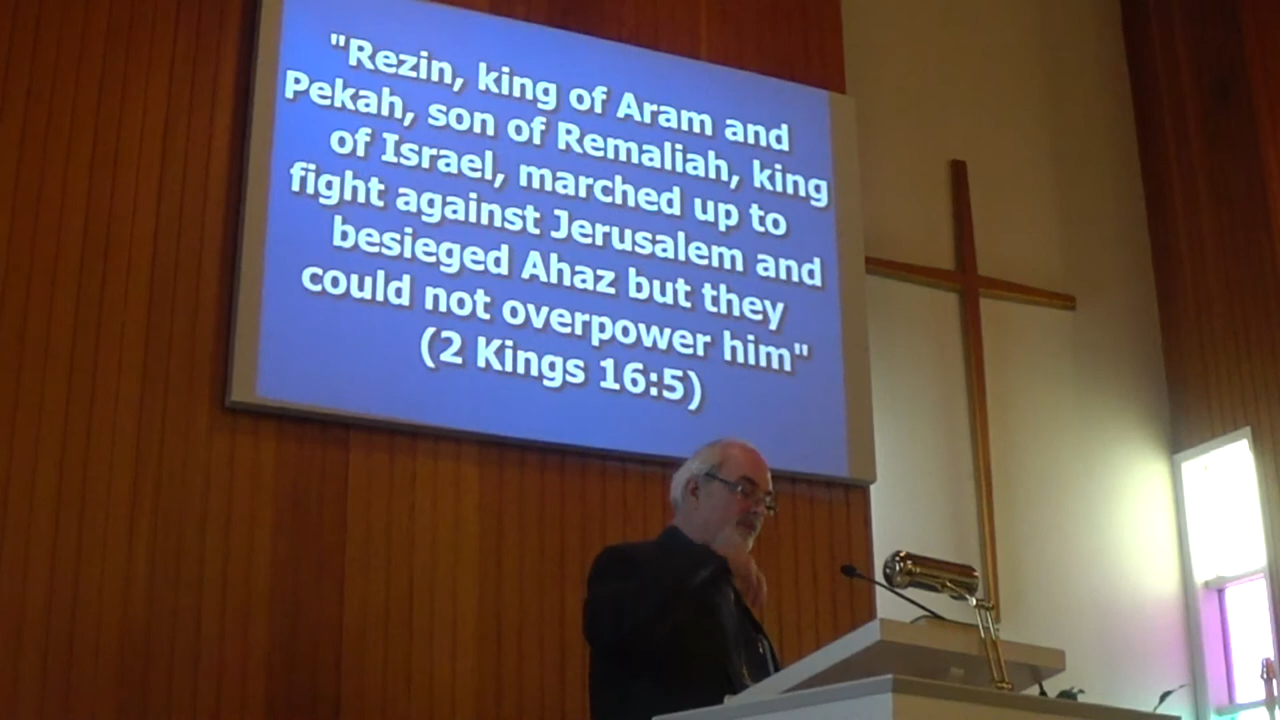 "Rezin, king of Aram and
Pekah, son of Remaliah, king
of Israel, marched up to
fight against Jerusalem and
besieged Ahaz but they
could not overpower him"
(2 Kings 16:5)